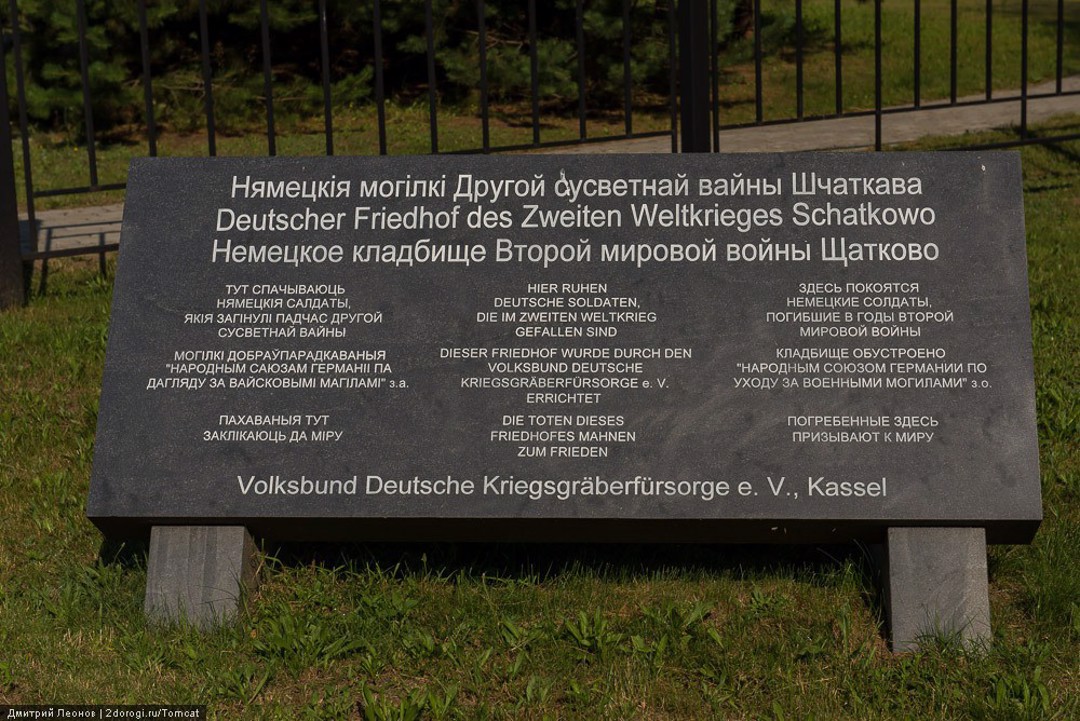 Нямецкія могілкі Другой сусветнай вайны Шчаткава
Deutscher Friedhof des Zweiten Weltkrieges Schatkowo
Немецкое кладбище Второй мировой войны Щатково
ТУТ СПАЧЫВАЮЦЬ
НЯМЕЦКІЯ САЛДАТЫ,
ЯКІЯ ЗАГІНУЛІ ПАДЧАС ДРУГОЙ
СУСВЕТНАЙ ВАЙНЫ
МОГІЛКІ ДОБРАЎПАРАДКАВАНЫЯ
"НАРОДНЫМ САЮЗАМ ГЕРМАНІІ ПА
ДАГЛЯДУ ЗА ВАЙСКОВЫМІ МАГІЛАМІ" з.а.
ПАХАВАНЫЯ ТУТ
ЗАКЛІКАЮЦЬ ДА МІРУ
HIER RUHEN
DEUTSCHE SOLDATEN,
DIE IM ZWEITEN WELTKRIEG
GEFALLEN SIND
DIESER FRIEDHOF WURDE DURCH DEN
VOLKSBUND DEUTSCHE
KRIEGSGRÄBERFÜRSORGE e. V.
ERRICHTET
DIE TOTEN DIESES
FRIEDHOFES MAHNEN
ZUM FRIEDEN
ЗДЕСЬ ПОКОЯТСЯ
НЕМЕЦКИЕ СОЛДАТЫ,
ПОГИБШИЕ В ГОДЫ ВТОРОЙ
МИРОВОЙ ВОЙНЫ
КЛАДБИЩЕ ОБУСТРОЕНО
"НАРОДНЫМ СОЮЗОМ ГЕРМАНИИ ПО
УХОДУ ЗА ВОЕННЫМИ МОГИЛАМИ" з.о.
ПОГРЕБЕННЫЕ ЗДЕСЬ
ПРИЗЫВАЮТ К МИРУ
Volksbund Deutsche Kriegsgräberfürsorge e. V., Kassel
Дмитрий Леонов | 2dorogi.ru/Tomcat